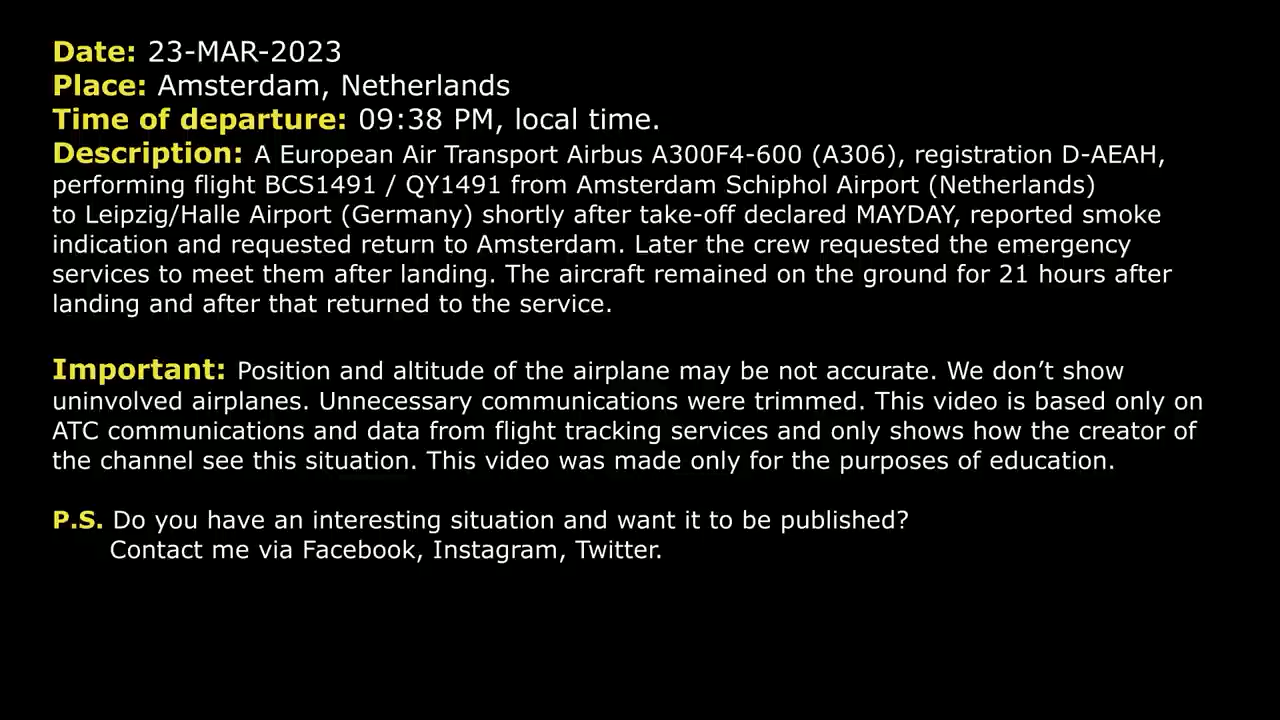 Date: 23-MAR-2023
Place: Amsterdam, Netherlands
Time of departure: 09:38 PM, local time.
Description: A European Air Transport Airbus A300F4-600 (A306), registration D-AEAH,
performing flight BCS1491 / QY1491 from Amsterdam Schiphol Airport (Netherlands)
to Leipzig/Halle Airport (Germany) shortly after take-off declared MAYDAY, reported smoke
indication and requested return to Amsterdam. Later the crew requested the emergency
services to meet them after landing. The aircraft remained on the ground for 21 hours after
landing and after that returned to the service.
Important: Position and altitude of the airplane may be not accurate. We don’t show
uninvolved airplanes. Unnecessary communications were trimmed. This video is based only on
ATC communications and data from flight tracking services and only shows how the creator of
the channel see this situation. This video was made only for the purposes of education.
P.S. Do you have an interesting situation and want it to be published?
Contact me via Facebook, Instagram, Twitter.